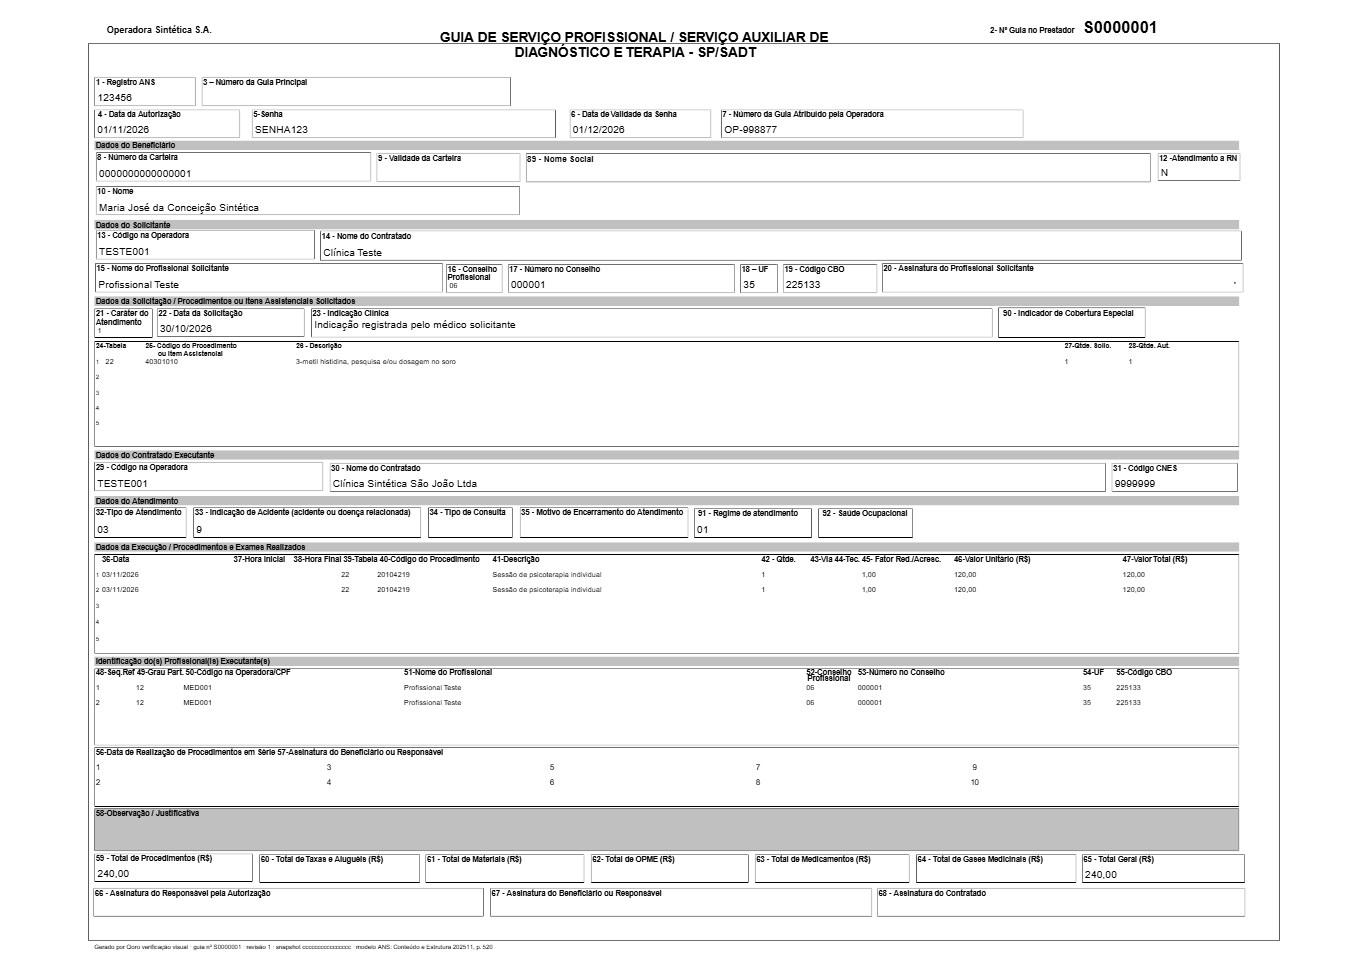 Operadora Sintética S.A.
GUIA DE SERVIÇO PROFISSIONAL / SERVIÇO AUXILIAR DE
DIAGNÓSTICO E TERAPIA - SP/SADT
2- Nº Guia no Prestador S0000001
1 - Registro ANS 3 – Número da Guia Principal
123456
4 - Data da Autorização 5-Senha 6 - Data de Validade da Senha 7 - Número da Guia Atribuido pela Operadora
01/11/2026 SENHA123 01/12/2026 OP-998877
Dados do Beneficiário
8 - Número da Carteira 9 - Validade da Carteira 89 - Nome Social 12 -Atendimento a RN
0000000000000001 N
10 - Nome
Maria José da Conceição Sintética
Dados do Solicitante
13 - Código na Operadora 14 - Nome do Contratado
TESTE001 Clínica Teste
15 - Nome do Profissional Solicitante 16 - Conselho Profissional 17 - Número no Conselho 18 – UF 19 - Código CBO 20 - Assinatura do Profissional Solicitante
Profissional Teste 06 000001 35 225133
Dados da Solicitação / Procedimentos ou Itens Assistenciais Solicitados
21 - Caráter do Atendimento 22 - Data da Solicitação 23 - Indicação Clínica 90 - Indicador de Cobertura Especial
1 30/10/2026 Indicação registrada pelo médico solicitante
24-Tabela 25- Código do Procedimento ou Item Assistencial 26 - Descrição 27-Qtde. Solic. 28-Qtde. Aut.
1 22 40301010 3-metil histidina, pesquisa e/ou dosagem no soro 1 1
2
3
4
5
Dados do Contratado Executante
29 - Código na Operadora 30 - Nome do Contratado 31 - Código CNES
TESTE001 Clínica Sintética São João Ltda 9999999
Dados do Atendimento
32-Tipo de Atendimento 33 - Indicação de Acidente (acidente ou doença relacionada) 34 - Tipo de Consulta 35 - Motivo de Encerramento do Atendimento 91 - Regime de atendimento 92 - Saúde Ocupacional
03 9 01
Dados da Execução / Procedimentos e Exames Realizados
36-Data 37-Hora Inicial 38-Hora Final 39-Tabela 40-Código do Procedimento 41-Descrição 42 - Qtde. 43-Via 44-Tec. 45- Fator Red./Acresc. 46-Valor Unitário (R$) 47-Valor Total (R$)
1 03/11/2026 22 20104219 Sessão de psicoterapia individual 1 1,00 120,00 120,00
2 03/11/2026 22 20104219 Sessão de psicoterapia individual 1 1,00 120,00 120,00
3
4
5
Identificação do(s) Profissional(is) Executante(s)
48-Seq.Ref 49-Grau Part. 50-Código na Operadora/CPF 51-Nome do Profissional 52-Conselho Profissional 53-Número no Conselho 54-UF 55-Código CBO
1 12 MED001 Profissional Teste 06 000001 35 225133
2 12 MED001 Profissional Teste 06 000001 35 225133
56-Data de Realização de Procedimentos em Série 57-Assinatura do Beneficiário ou Responsável
1 3 5 7 9
2 4 6 8 10
58-Observação / Justificativa
59 - Total de Procedimentos (R$) 60 - Total de Taxas e Aluguéis (R$) 61 - Total de Materiais (R$) 62- Total de OPME (R$) 63 - Total de Medicamentos (R$) 64 - Total de Gases Medicinais (R$) 65 - Total Geral (R$)
240,00 240,00
66 - Assinatura do Responsável pela Autorização 67 - Assinatura do Beneficiário ou Responsável 68 - Assinatura do Contratado
Gerado por Qoro verificação visual · guia nº S0000001 · revisão 1 · snapshot cccccccccccccccc · modelo ANS: Conteúdo e Estrutura 202511, p. 520